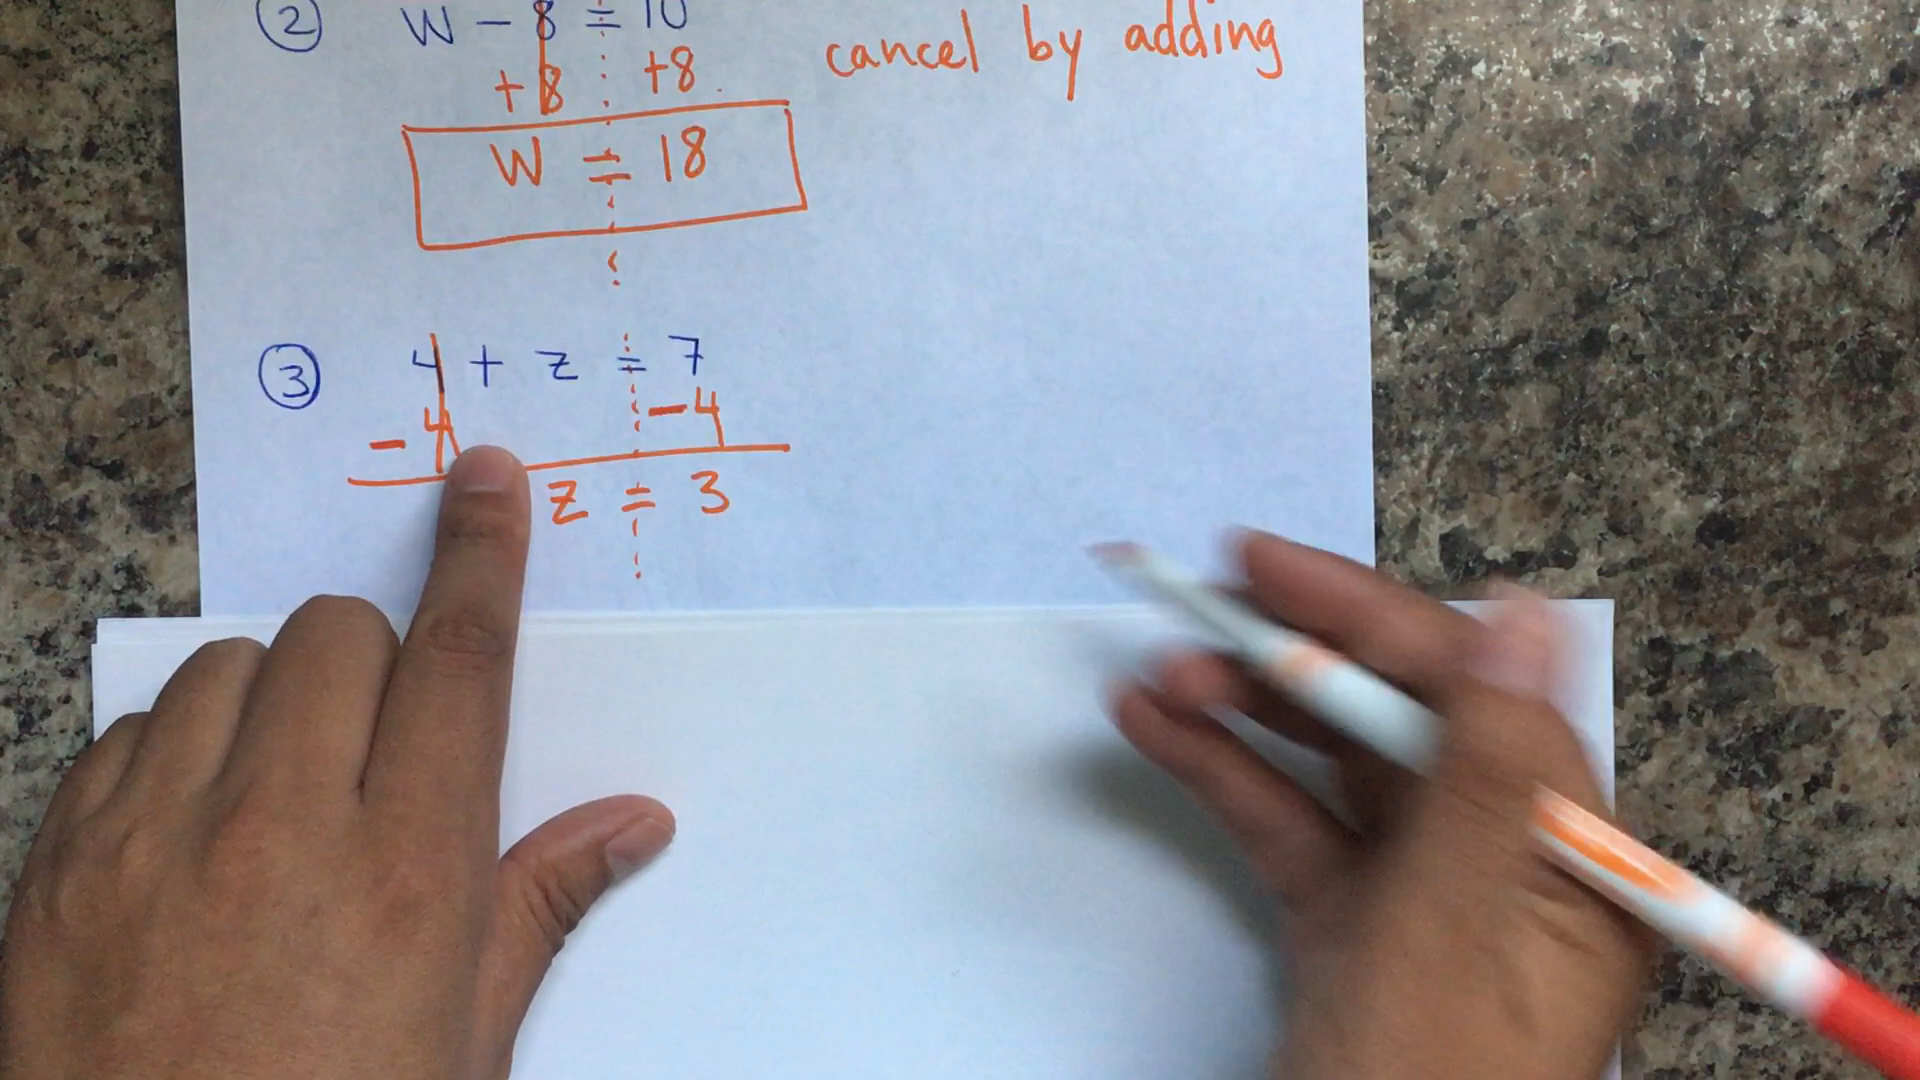 ② W - 8 = 10
cancel by adding
+8 +8
W = 18
③ 4 + z = 7
-4 -4
z = 3